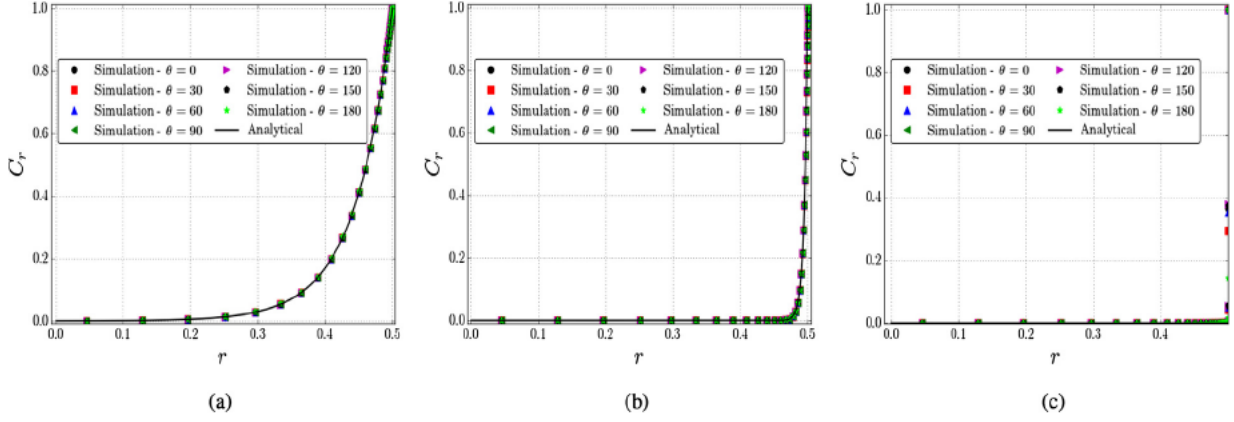 1.0
0.8
0.6
0.4
0.2
0.0
C_r
Simulation - θ = 0
Simulation - θ = 30
Simulation - θ = 60
Simulation - θ = 90
Simulation - θ = 120
Simulation - θ = 150
Simulation - θ = 180
Analytical
0.0 0.1 0.2 0.3 0.4 0.5
r
(a)
1.0
0.8
0.6
0.4
0.2
0.0
C_r
Simulation - θ = 0
Simulation - θ = 30
Simulation - θ = 60
Simulation - θ = 90
Simulation - θ = 120
Simulation - θ = 150
Simulation - θ = 180
Analytical
0.0 0.1 0.2 0.3 0.4 0.5
r
(b)
1.0
0.8
0.6
0.4
0.2
0.0
C_r
Simulation - θ = 0
Simulation - θ = 30
Simulation - θ = 60
Simulation - θ = 90
Simulation - θ = 120
Simulation - θ = 150
Simulation - θ = 180
Analytical
0.0 0.1 0.2 0.3 0.4
r
(c)